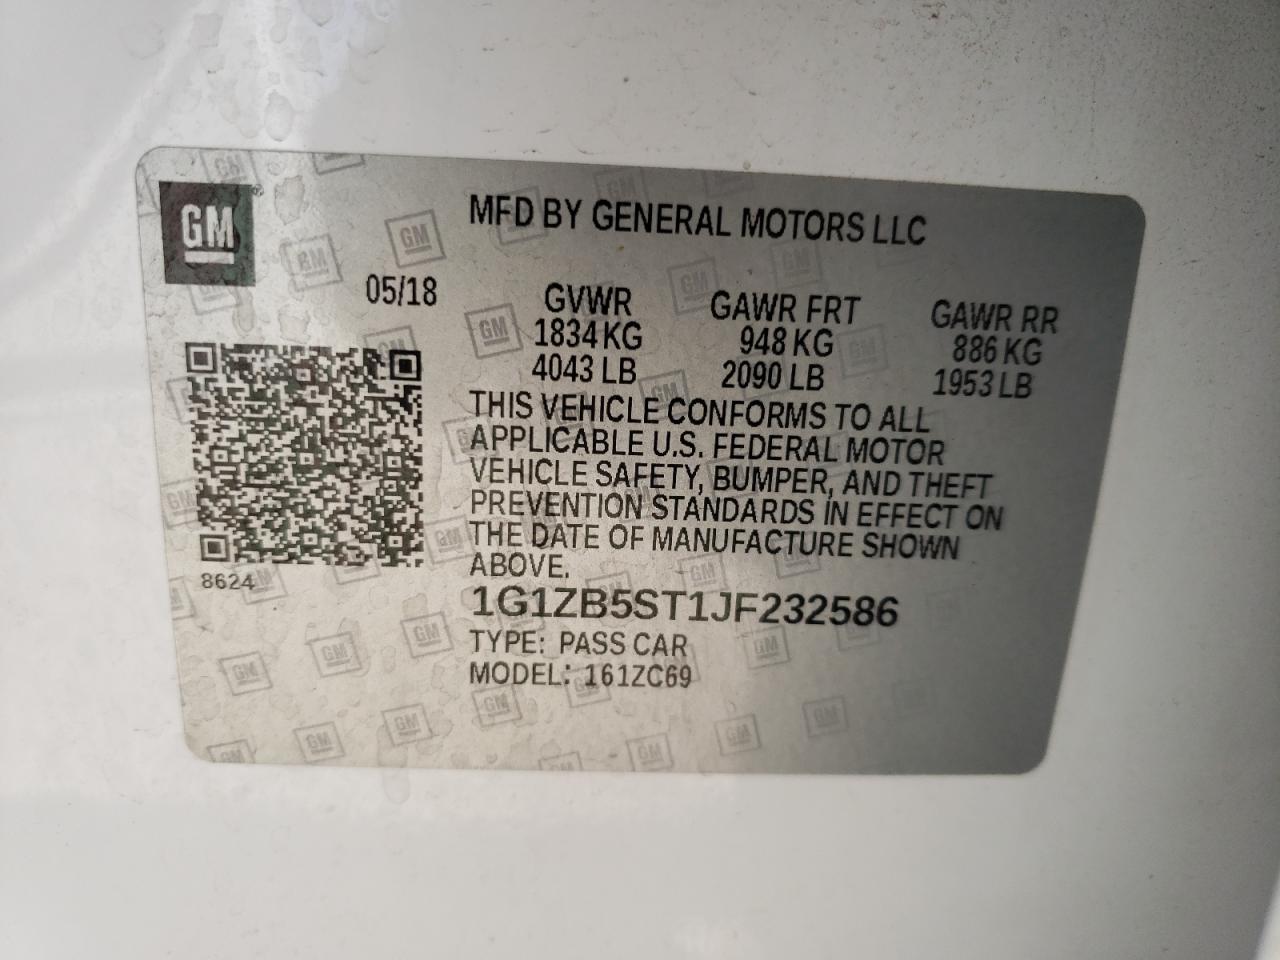 GM
MFD BY GENERAL MOTORS LLC
05/18
GVWR GAWR FRT GAWR RR
1834 KG 948 KG 886 KG
4043 LB 2090 LB 1953 LB
THIS VEHICLE CONFORMS TO ALL
APPLICABLE U.S. FEDERAL MOTOR
VEHICLE SAFETY, BUMPER, AND THEFT
PREVENTION STANDARDS IN EFFECT ON
THE DATE OF MANUFACTURE SHOWN
ABOVE.
8624
1G1ZB5ST1JF232586
TYPE: PASS CAR
MODEL: 161ZC69